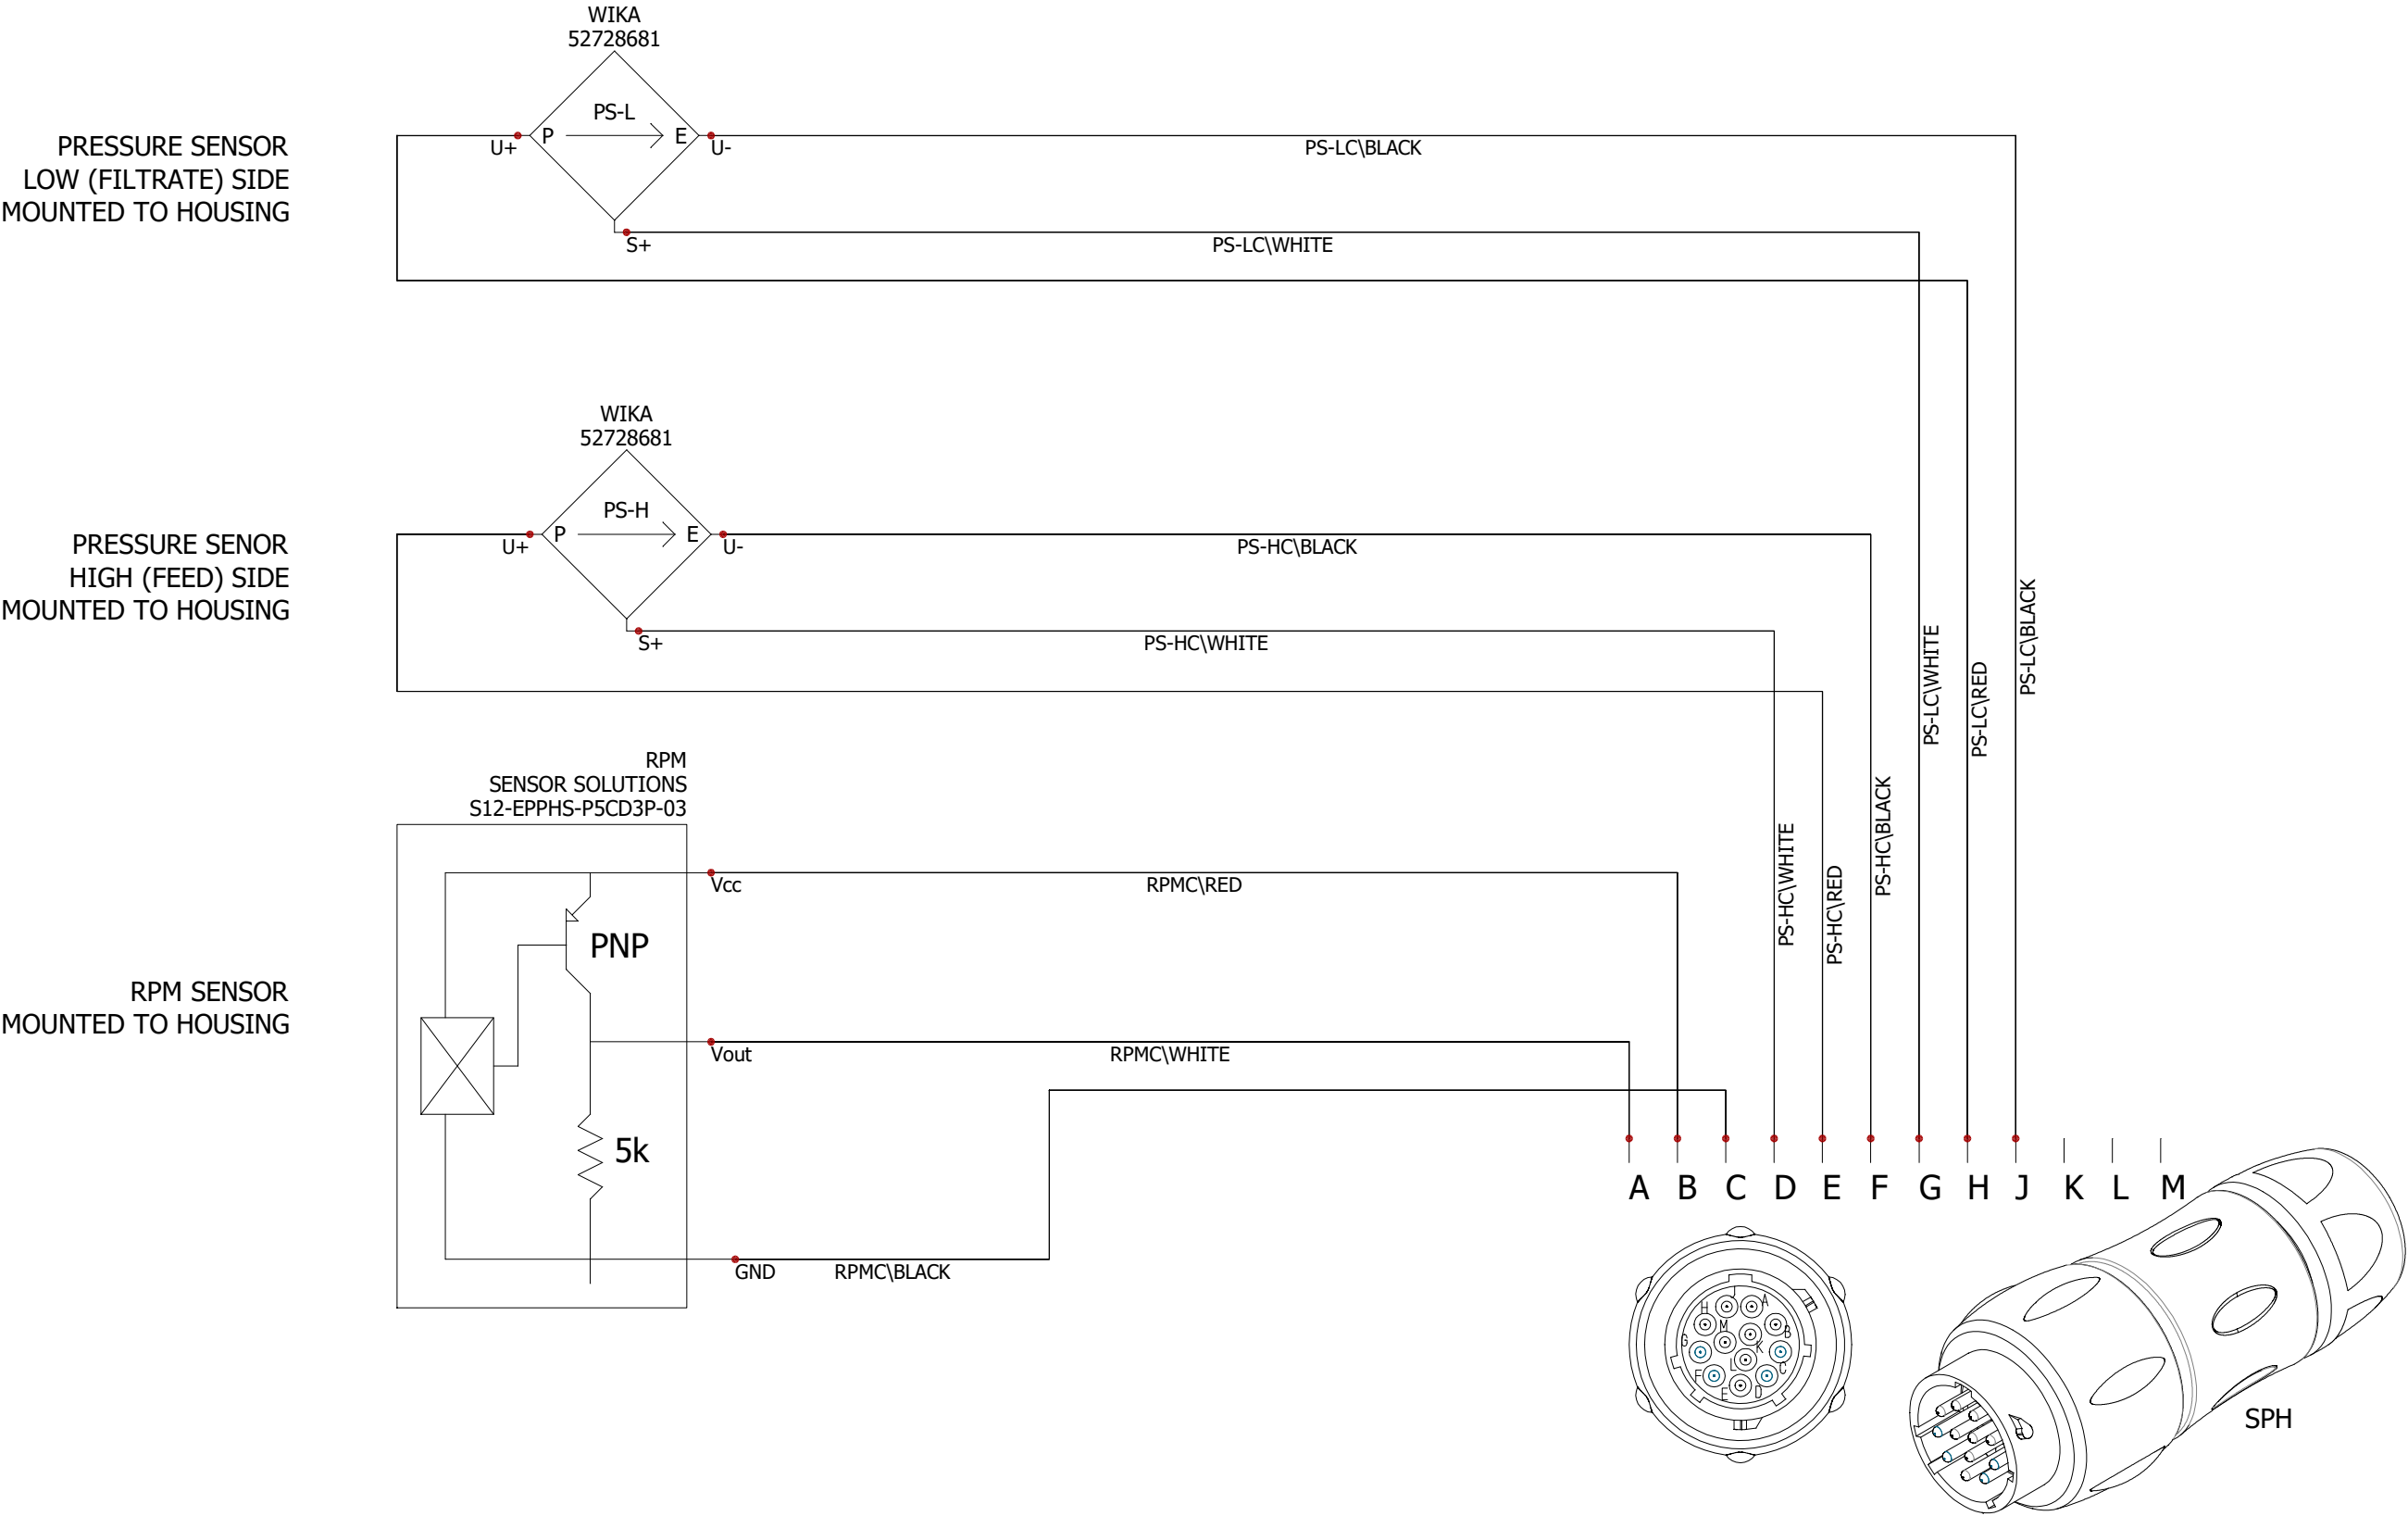 WIKA
52728681
PS-L
P
E
U+
U-
S+
PRESSURE SENSOR
LOW (FILTRATE) SIDE
MOUNTED TO HOUSING
PS-LC\BLACK
PS-LC\WHITE
WIKA
52728681
PS-H
P
E
U+
U-
S+
PRESSURE SENOR
HIGH (FEED) SIDE
MOUNTED TO HOUSING
PS-HC\BLACK
PS-HC\WHITE
PS-HC\WHITE
PS-HC\RED
PS-HC\BLACK
PS-LC\WHITE
PS-LC\RED
PS-LC\BLACK
RPM
SENSOR SOLUTIONS
S12-EPPHS-P5CD3P-03
Vcc
RPMC\RED
PNP
RPM SENSOR
MOUNTED TO HOUSING
Vout
RPMC\WHITE
5k
GND
RPMC\BLACK
A B C D E F G H J K L M
J
A
H
B
M
K
G
L
C
F
E
D
SPH